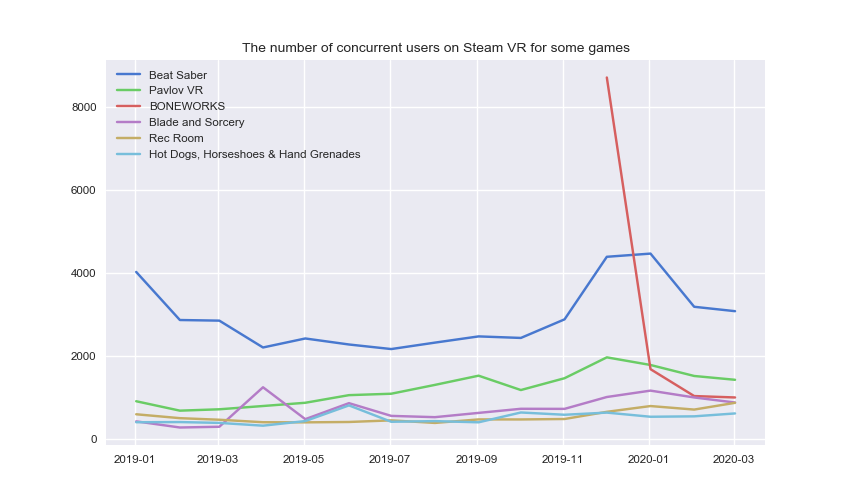 The number of concurrent users on Steam VR for some games
Beat Saber
Pavlov VR
BONEWORKS
Blade and Sorcery
Rec Room
Hot Dogs, Horseshoes & Hand Grenades
8000
6000
4000
2000
0
2019-01 2019-03 2019-05 2019-07 2019-09 2019-11 2020-01 2020-03